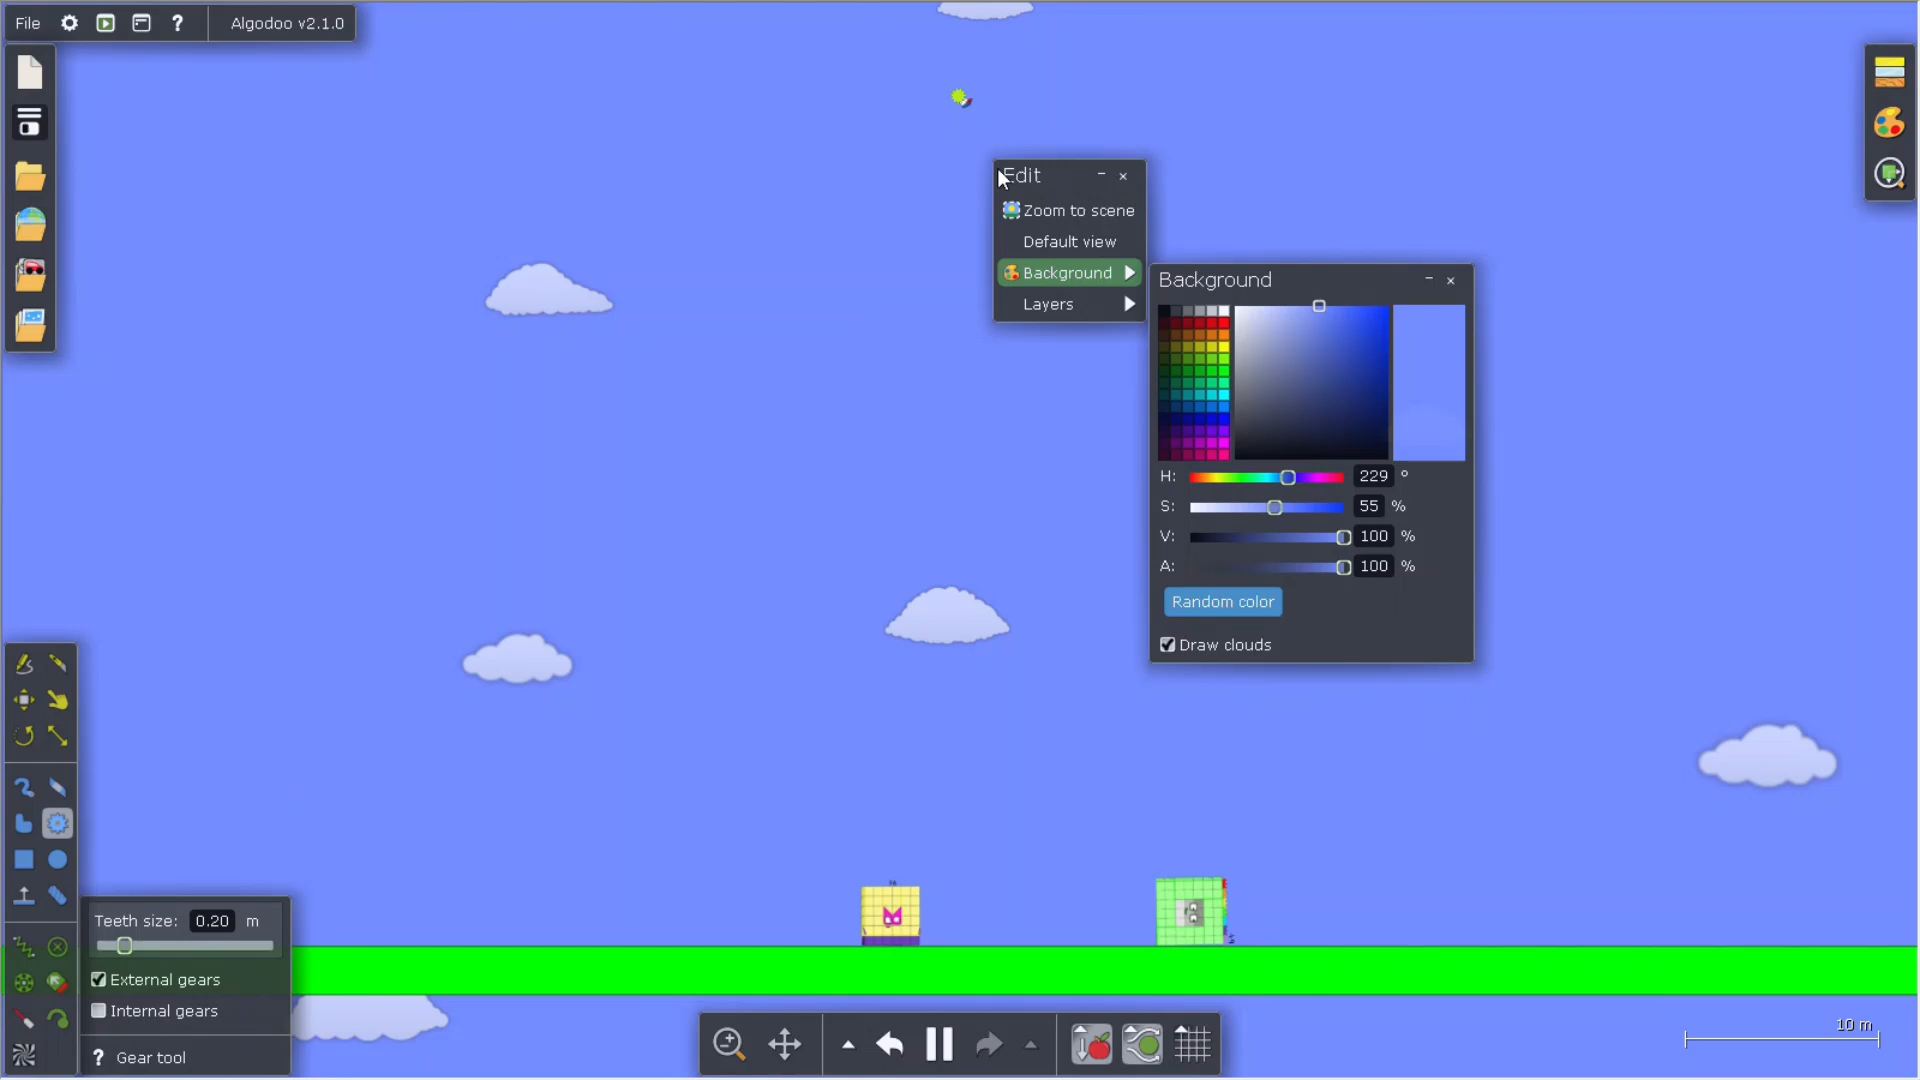 File
Algodoo v2.1.0
Edit
Zoom to scene
Default view
Background
Layers
Background
H: 229 °
S: 55 %
V: 100 %
A: 100 %
Random color
Draw clouds
Teeth size: 0.20 m
External gears
Internal gears
? Gear tool
10 m